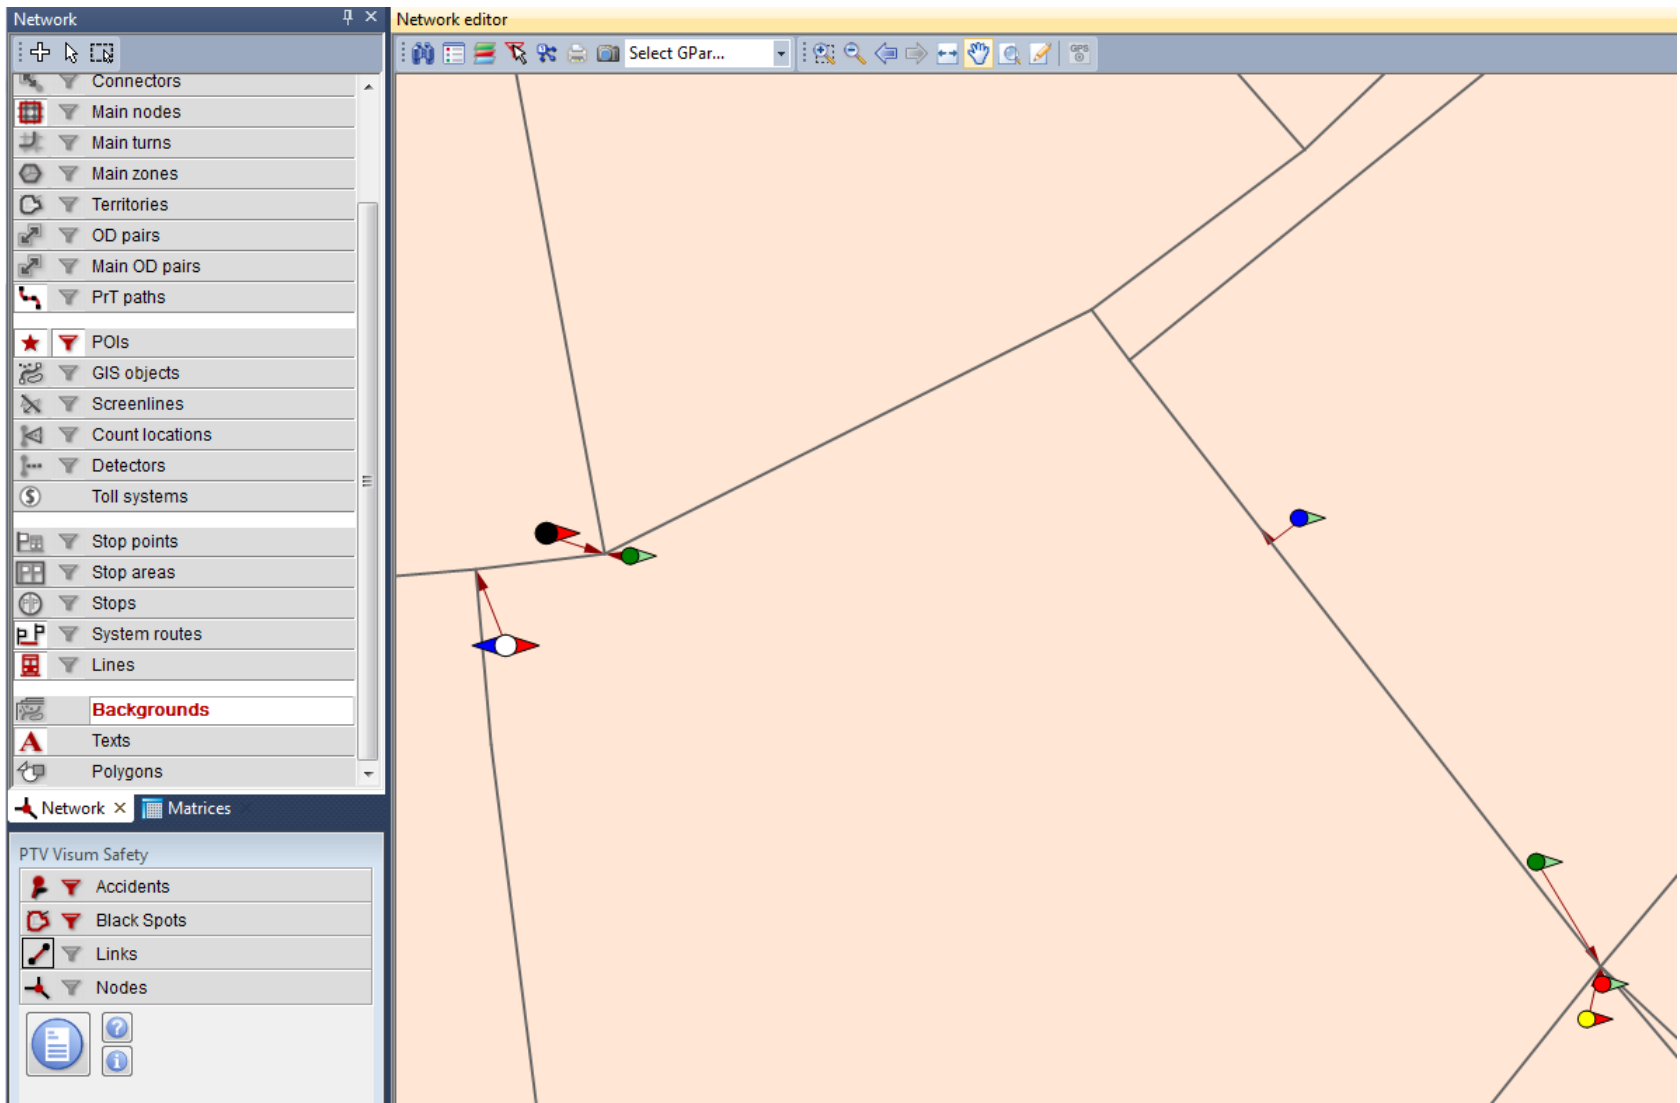 Network
Network editor
Select GPar...
GPS
Connectors
Main nodes
Main turns
Main zones
Territories
OD pairs
Main OD pairs
PrT paths
POIs
GIS objects
Screenlines
Count locations
Detectors
Toll systems
Stop points
Stop areas
Stops
System routes
Lines
Backgrounds
Texts
Polygons
Network
Matrices
PTV Visum Safety
Accidents
Black Spots
Links
Nodes